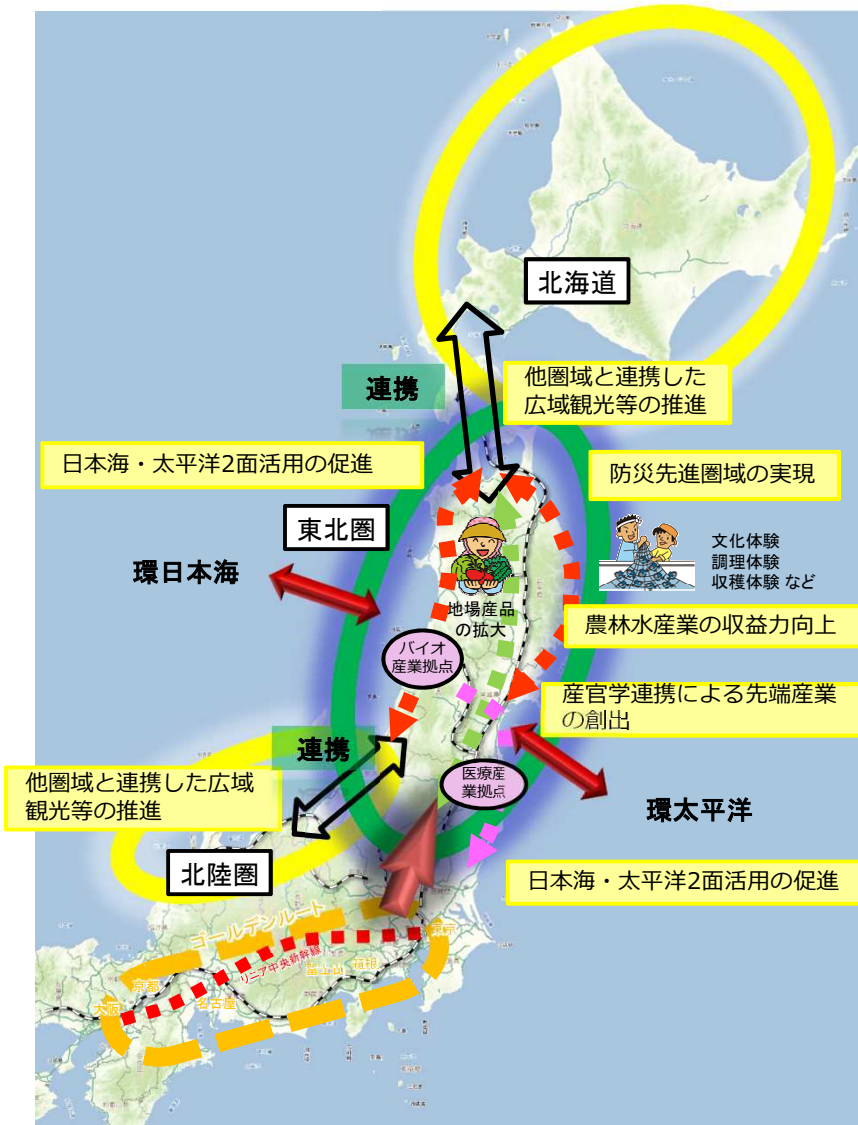 北海道
連携
他圏域と連携した
広域観光等の推進
日本海・太平洋2面活用の促進
防災先進圏域の実現
東北圏
環日本海
文化体験
調理体験
収穫体験 など
地場産品
の拡大
農林水産業の収益力向上
バイオ
産業拠点
産官学連携による先端産業
の創出
連携
他圏域と連携した広域
観光等の推進
医療産
業拠点
環太平洋
北陸圏
日本海・太平洋2面活用の促進
ゴールデンルート
東京
リニア中央新幹線
富士山
箱根
京都
名古屋
大阪